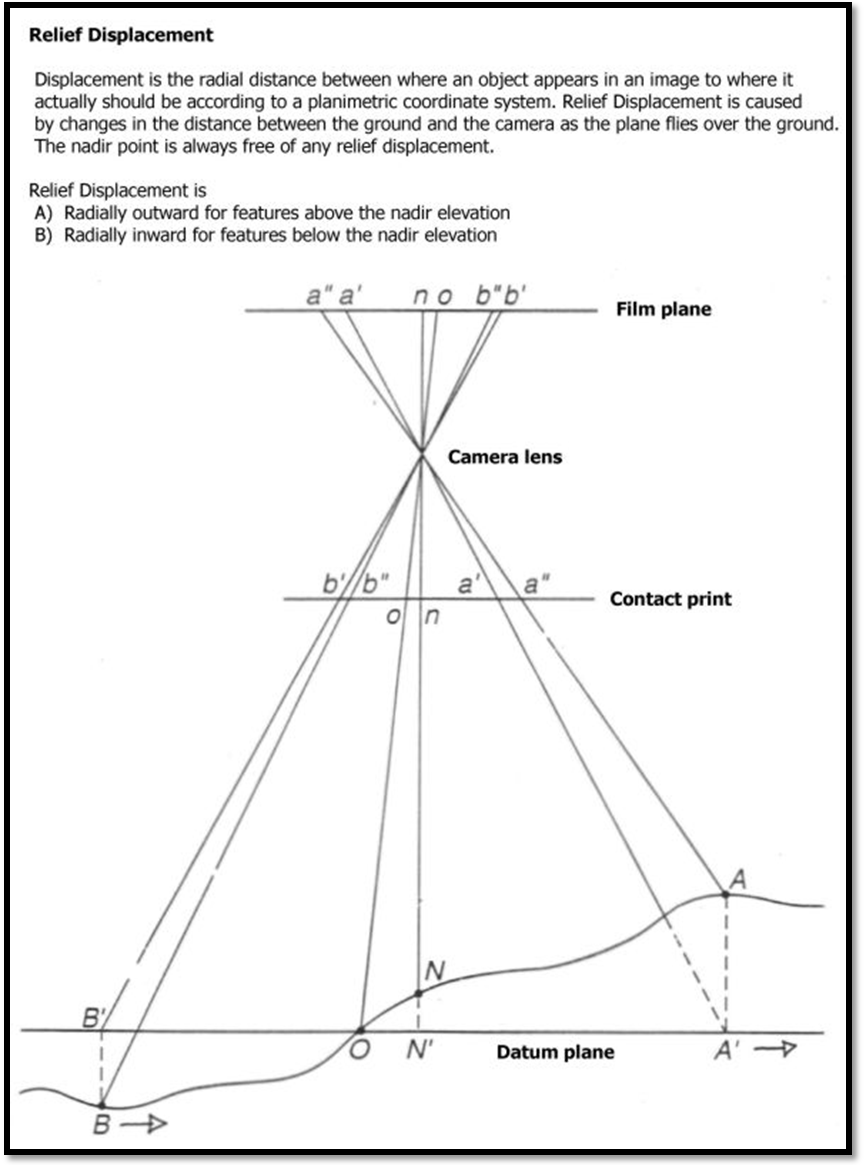 Relief Displacement
Displacement is the radial distance between where an object appears in an image to where it
actually should be according to a planimetric coordinate system. Relief Displacement is caused
by changes in the distance between the ground and the camera as the plane flies over the ground.
The nadir point is always free of any relief displacement.
Relief Displacement is
A) Radially outward for features above the nadir elevation
B) Radially inward for features below the nadir elevation
a" a' n o b" b'
Film plane
Camera lens
b' b" a' a"
Contact print
o n
A
N
B'
O N' Datum plane A'
B